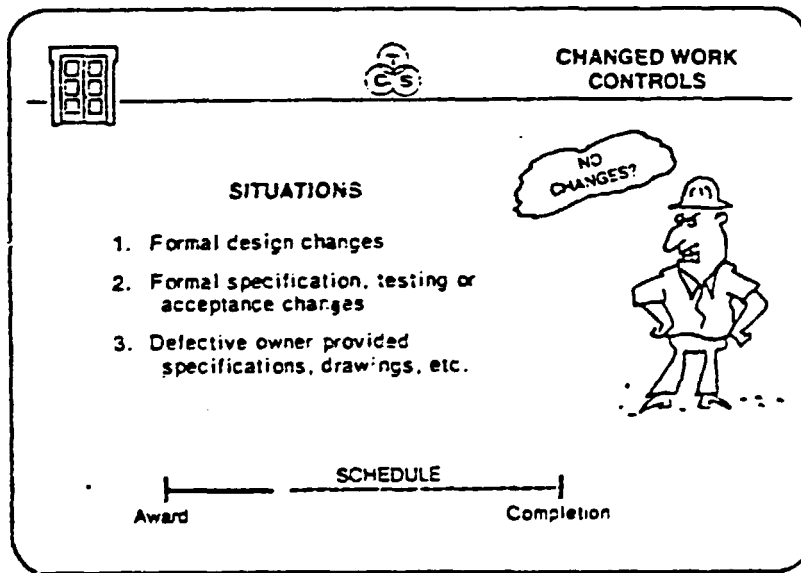 T
C S
CHANGED WORK
CONTROLS
NO
CHANGES?
SITUATIONS
1. Formal design changes
2. Formal specification, testing or
acceptance changes
3. Defective owner provided
specifications, drawings, etc.
SCHEDULE
Award
Completion